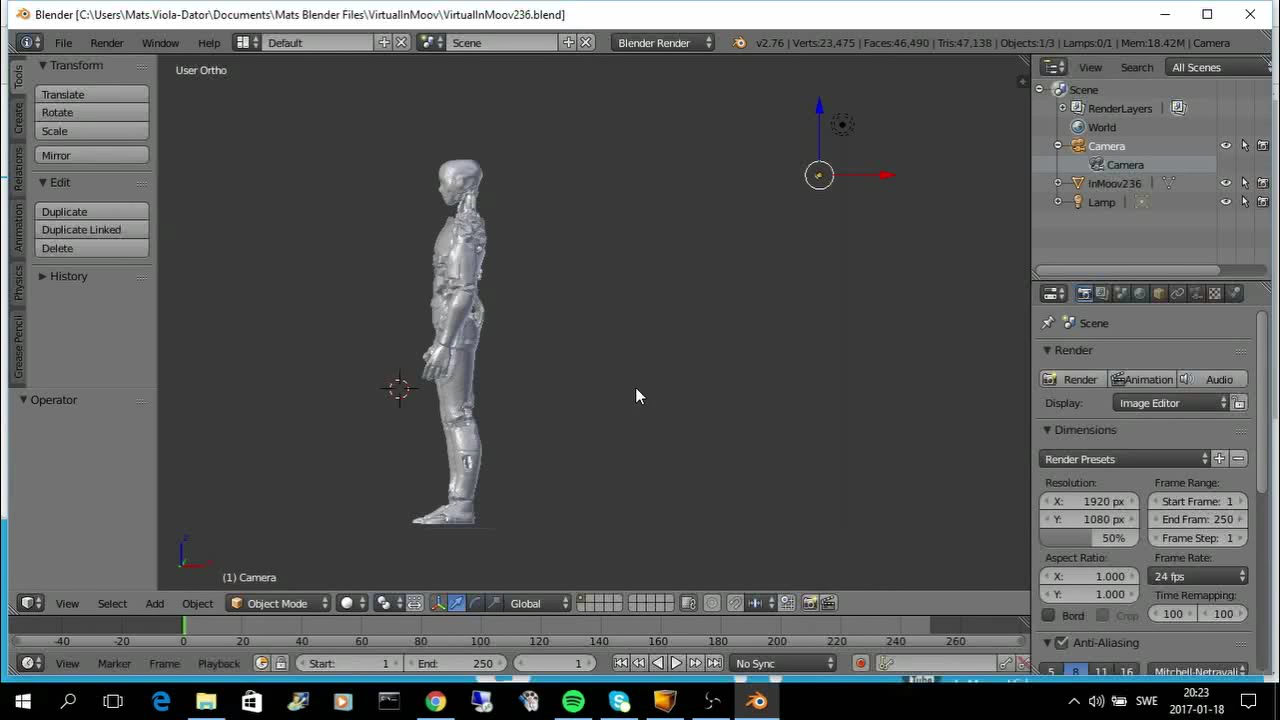 Blender [C:\Users\Mats.Viola-Dator\Documents\Mats Blender Files\VirtualInMoov\VirtualInMoov236.blend]
File Render Window Help Default Scene Blender Render v2.76 | Verts:23,475 | Faces:46,490 | Tris:47,138 | Objects:1/3 | Lamps:0/1 | Mem:18.42M | Camera
Transform
Translate
Rotate
Scale
Mirror
Edit
Duplicate
Duplicate Linked
Delete
History
Operator
Tools
Create
Relations
Animation
Physics
Grease Pencil
User Ortho
(1) Camera
View Search All Scenes
Scene
RenderLayers
World
Camera
Camera
InMoov236
Lamp
Scene
Render
Render Animation Audio
Display: Image Editor
Dimensions
Render Presets
Resolution: Frame Range:
X: 1920 px Start Frame: 1
Y: 1080 px End Fram: 250
50% Frame Step: 1
Aspect Ratio: Frame Rate:
X: 1.000 24 fps
Y: 1.000 Time Remapping:
Bord Crop 100 100
Anti-Aliasing
5 8 11 16 Mitchell-Netravali
View Select Add Object Object Mode Global
-40 -20 0 20 40 60 80 100 120 140 160 180 200 220 240 260
View Marker Frame Playback Start: 1 End: 250 1 No Sync
Tube
SWE
20:23
2017-01-18